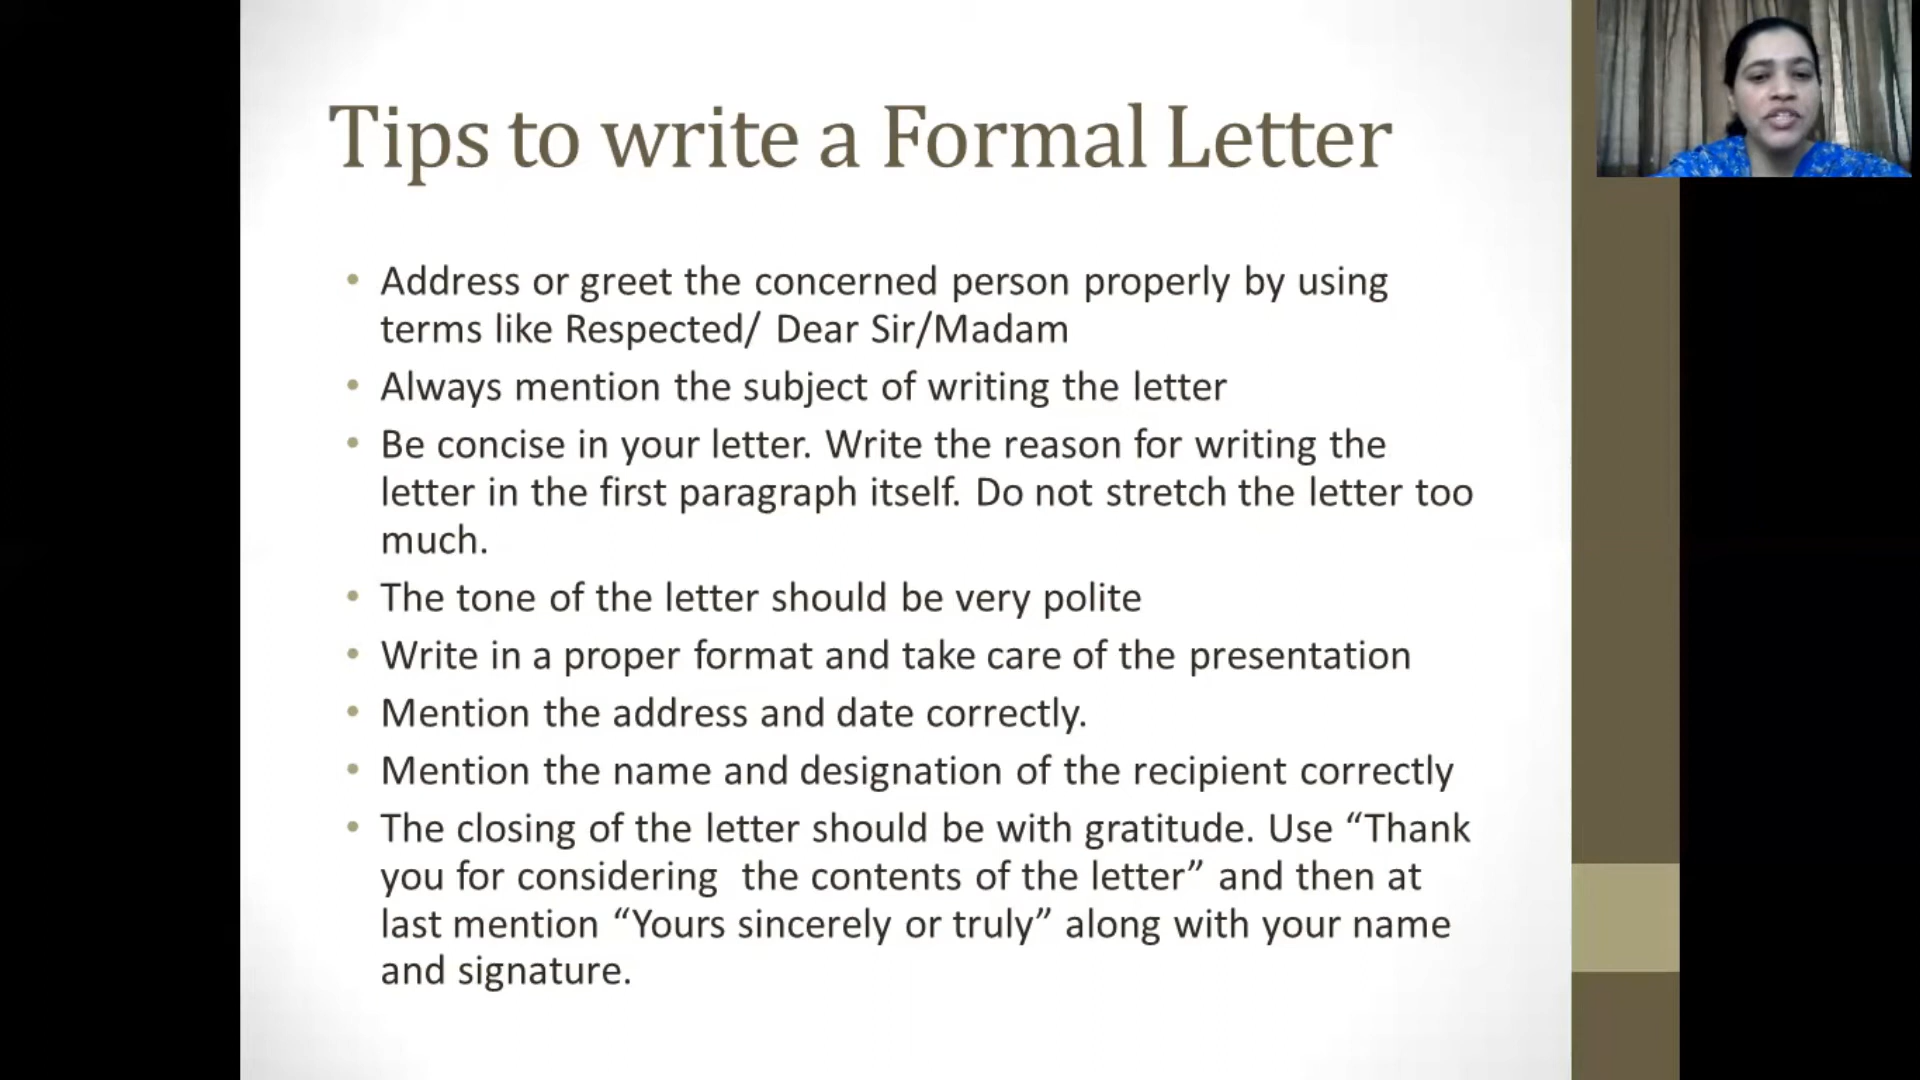 Tips to write a Formal Letter
• Address or greet the concerned person properly by using
terms like Respected/ Dear Sir/Madam
• Always mention the subject of writing the letter
• Be concise in your letter. Write the reason for writing the
letter in the first paragraph itself. Do not stretch the letter too
much.
• The tone of the letter should be very polite
• Write in a proper format and take care of the presentation
• Mention the address and date correctly.
• Mention the name and designation of the recipient correctly
• The closing of the letter should be with gratitude. Use “Thank
you for considering  the contents of the letter” and then at
last mention “Yours sincerely or truly” along with your name
and signature.